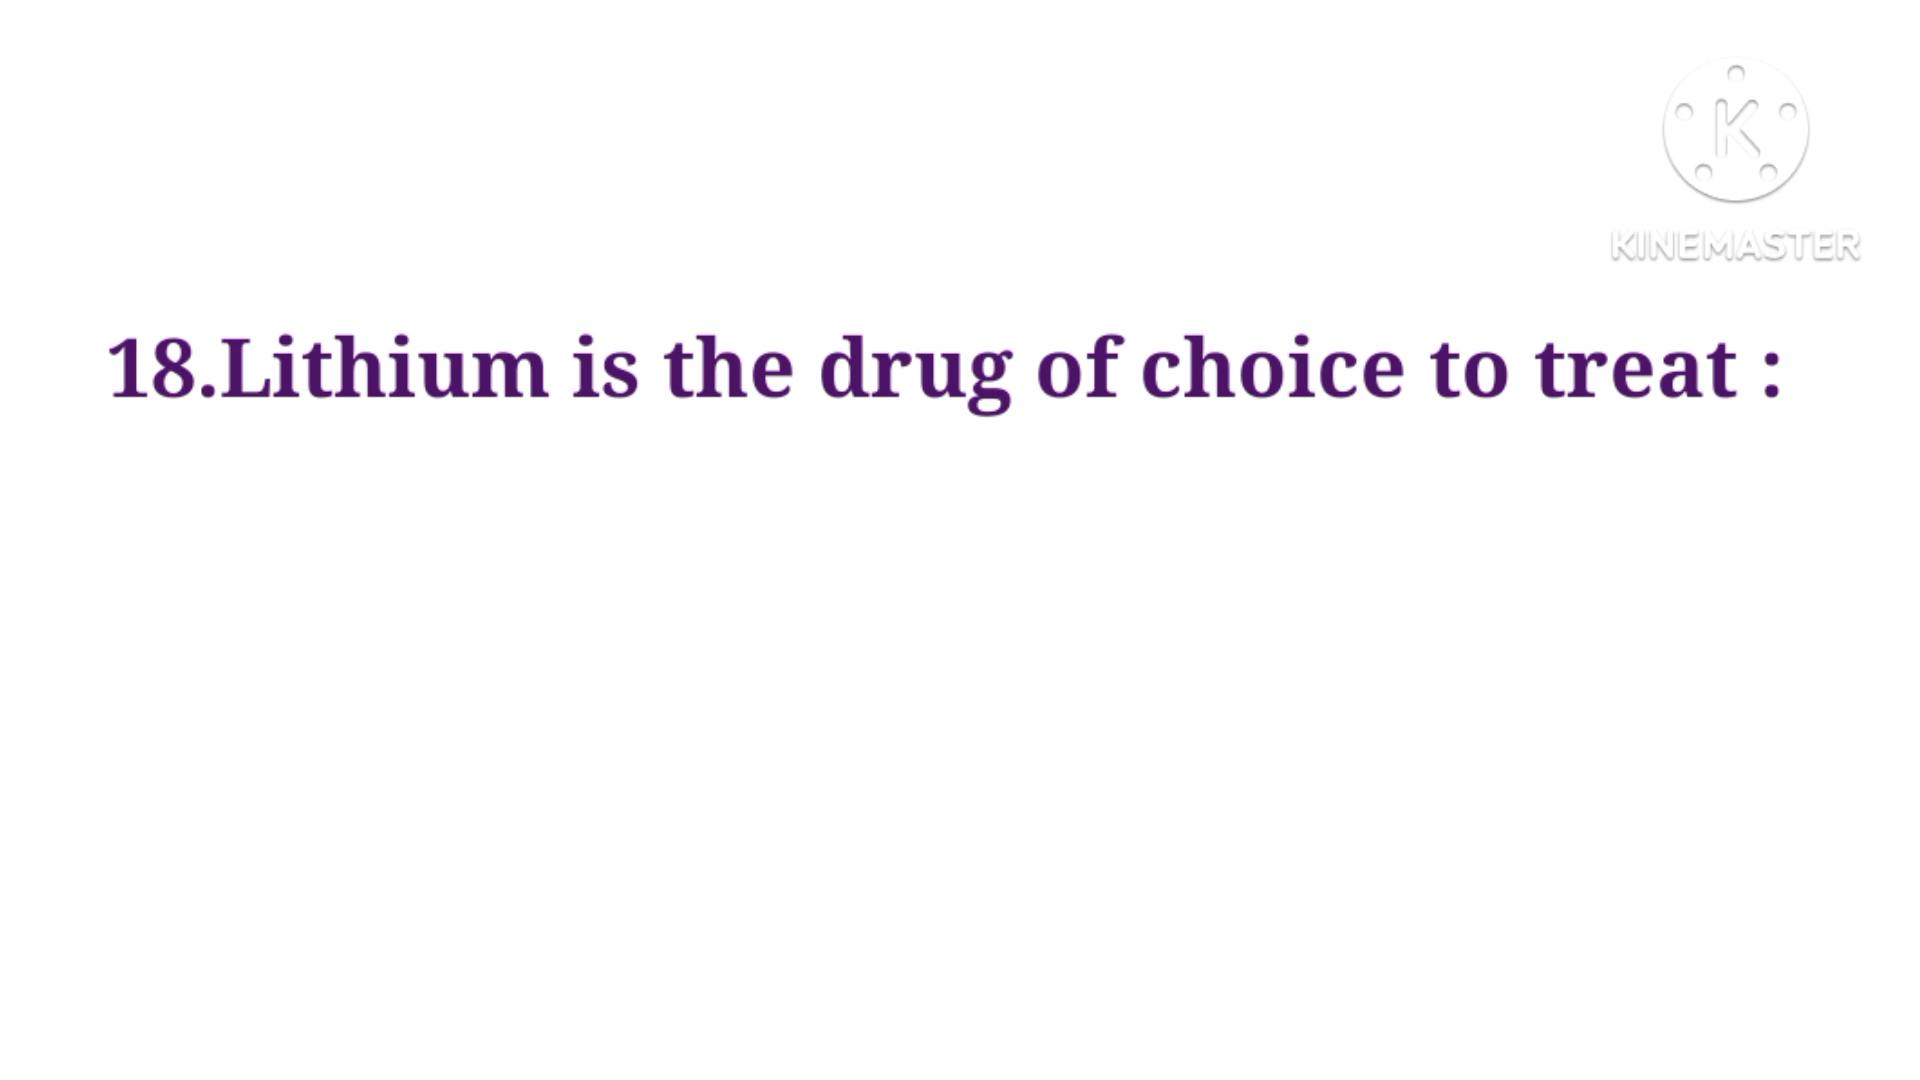 K
KINEMASTER
18.Lithium is the drug of choice to treat :